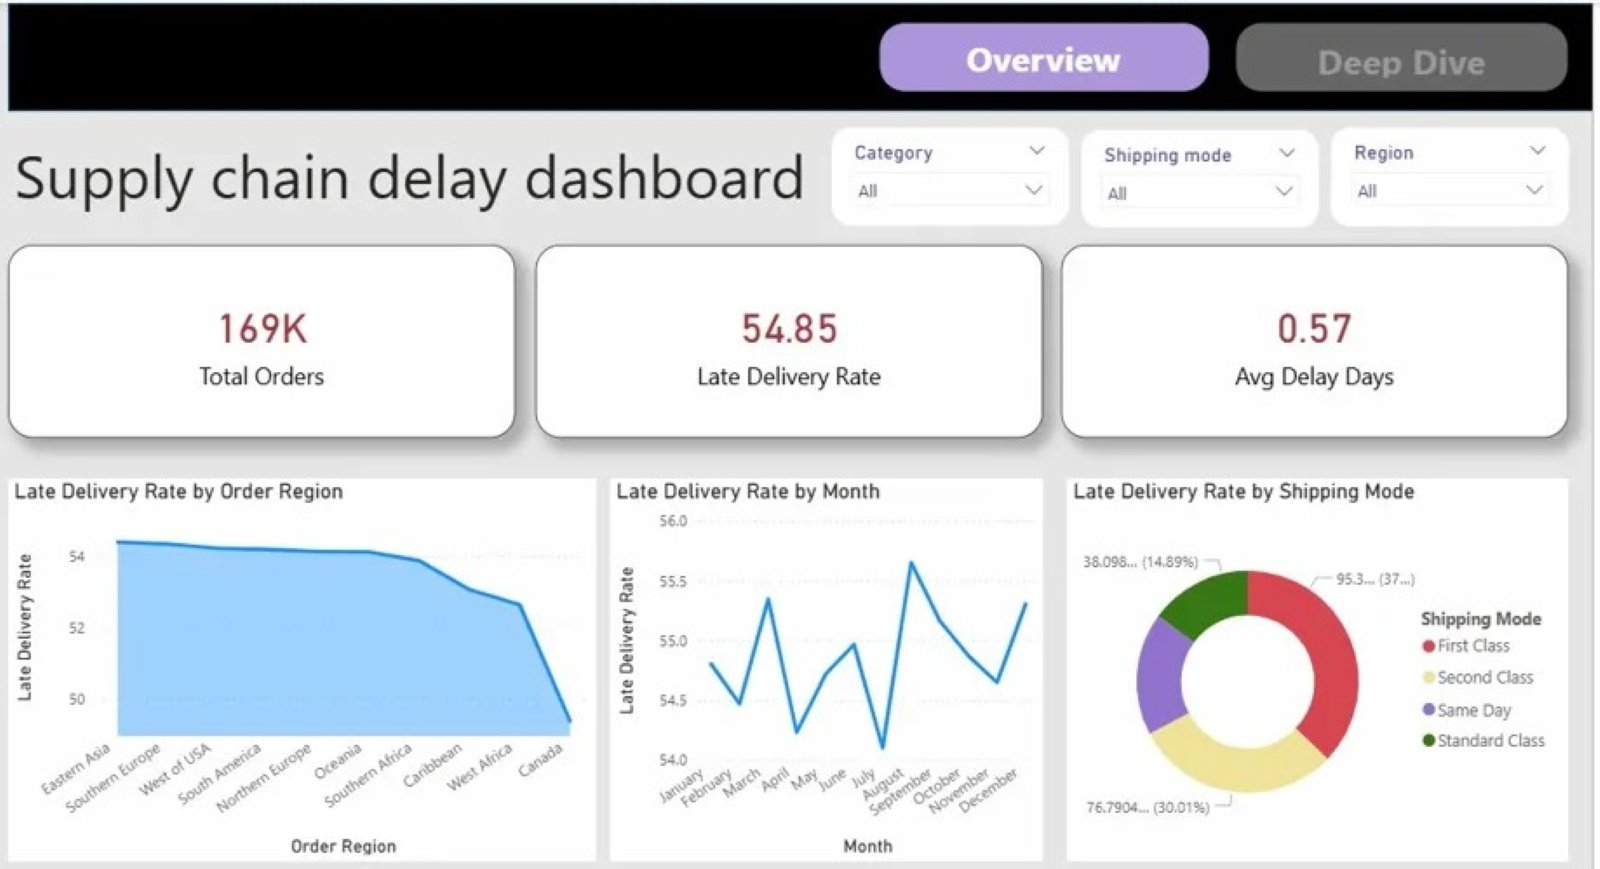 Overview
Deep Dive
Supply chain delay dashboard
Category
All
Shipping mode
All
Region
All
169K
Total Orders
54.85
Late Delivery Rate
0.57
Avg Delay Days
Late Delivery Rate by Order Region
Late Delivery Rate
54
52
50
Eastern Asia
Southern Europe
West of USA
South America
Northern Europe
Oceania
Southern Africa
Caribbean
West Africa
Canada
Order Region
Late Delivery Rate by Month
Late Delivery Rate
56.0
55.5
55.0
54.5
54.0
January
February
March
April
May
June
July
August
September
October
November
December
Month
Late Delivery Rate by Shipping Mode
38.098... (14.89%)
95.3... (37...)
76.7904... (30.01%)
Shipping Mode
First Class
Second Class
Same Day
Standard Class